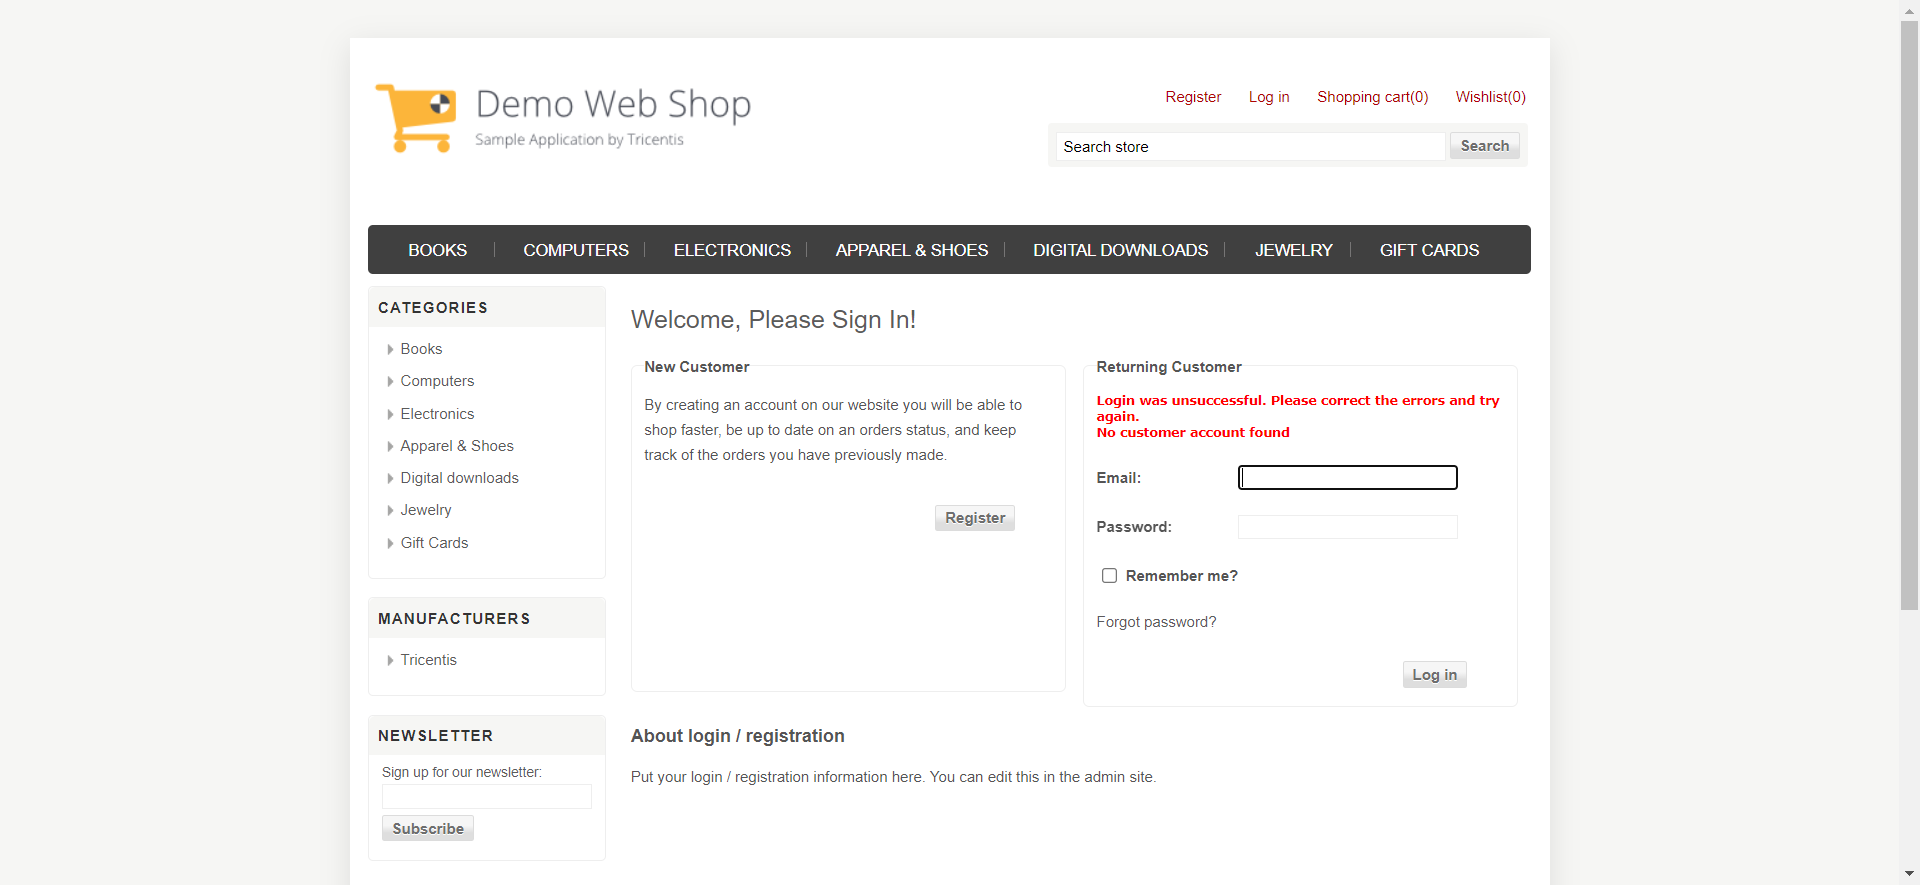 Demo Web Shop
Sample Application by Tricentis
Register Log in Shopping cart(0) Wishlist(0)
Search store Search
BOOKS COMPUTERS ELECTRONICS APPAREL & SHOES DIGITAL DOWNLOADS JEWELRY GIFT CARDS
CATEGORIES
Books
Computers
Electronics
Apparel & Shoes
Digital downloads
Jewelry
Gift Cards
MANUFACTURERS
Tricentis
NEWSLETTER
Sign up for our newsletter:
Subscribe
Welcome, Please Sign In!
New Customer
By creating an account on our website you will be able to
shop faster, be up to date on an orders status, and keep
track of the orders you have previously made.
Register
Returning Customer
Login was unsuccessful. Please correct the errors and try
again.
No customer account found
Email:
Password:
Remember me?
Forgot password?
Log in
About login / registration
Put your login / registration information here. You can edit this in the admin site.